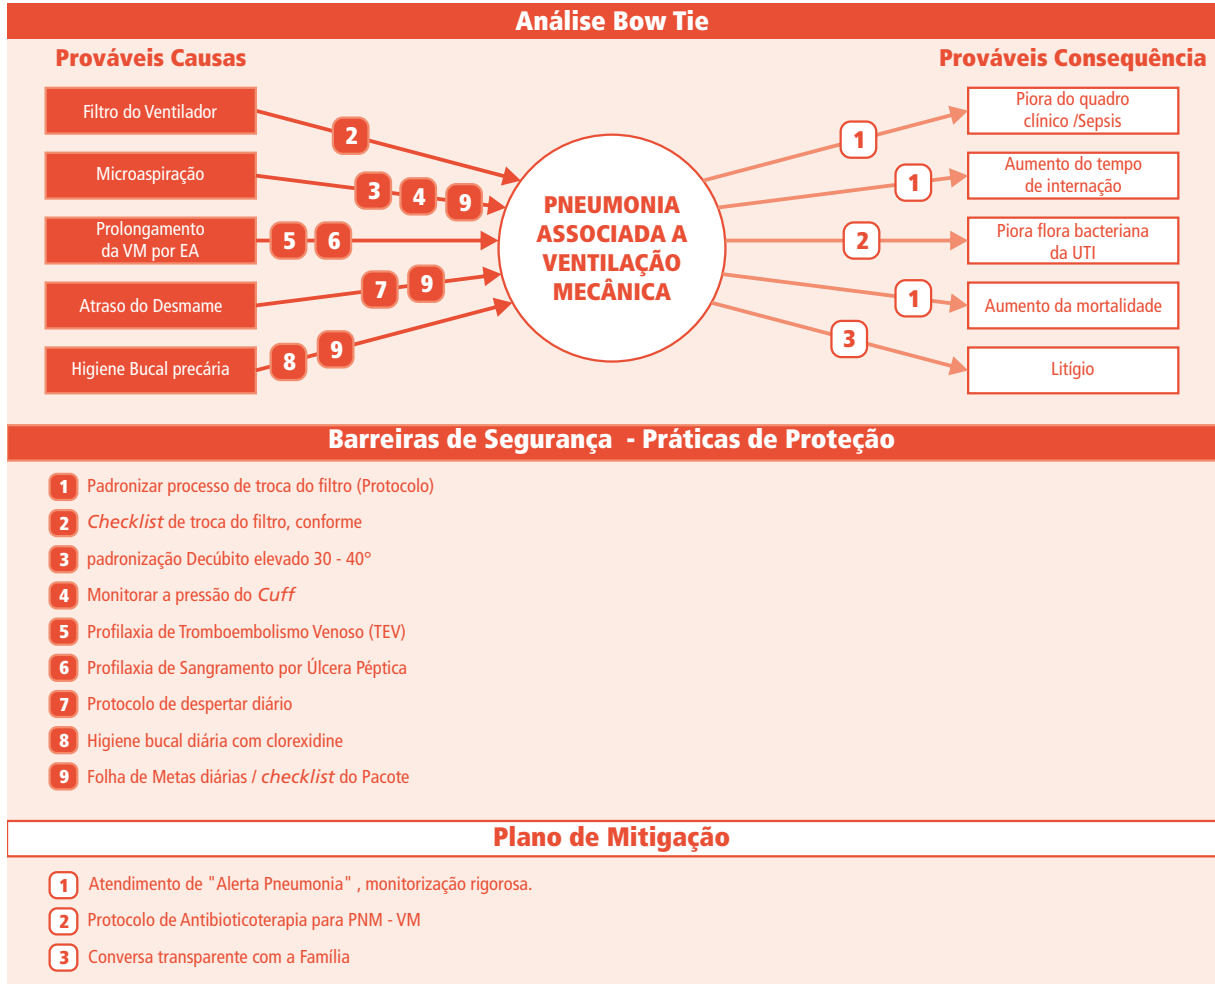 Análise Bow Tie
Prováveis Causas
Prováveis Consequência
Filtro do Ventilador
2
Microaspiração
3 4 9
Prolongamento
da VM por EA
5 6
Atraso do Desmame
7 9
Higiene Bucal precária
8 9
PNEUMONIA
ASSOCIADA A
VENTILAÇÃO
MECÂNICA
1
Piora do quadro
clínico /Sepsis
1
Aumento do tempo
de internação
2
Piora flora bacteriana
da UTI
1
Aumento da mortalidade
3
Litígio
Barreiras de Segurança - Práticas de Proteção
1 Padronizar processo de troca do filtro (Protocolo)
2 Checklist de troca do filtro, conforme
3 padronização Decúbito elevado 30 - 40°
4 Monitorar a pressão do Cuff
5 Profilaxia de Tromboembolismo Venoso (TEV)
6 Profilaxia de Sangramento por Úlcera Péptica
7 Protocolo de despertar diário
8 Higiene bucal diária com clorexidine
9 Folha de Metas diárias / checklist do Pacote
Plano de Mitigação
1 Atendimento de "Alerta Pneumonia" , monitorização rigorosa.
2 Protocolo de Antibioticoterapia para PNM - VM
3 Conversa transparente com a Família